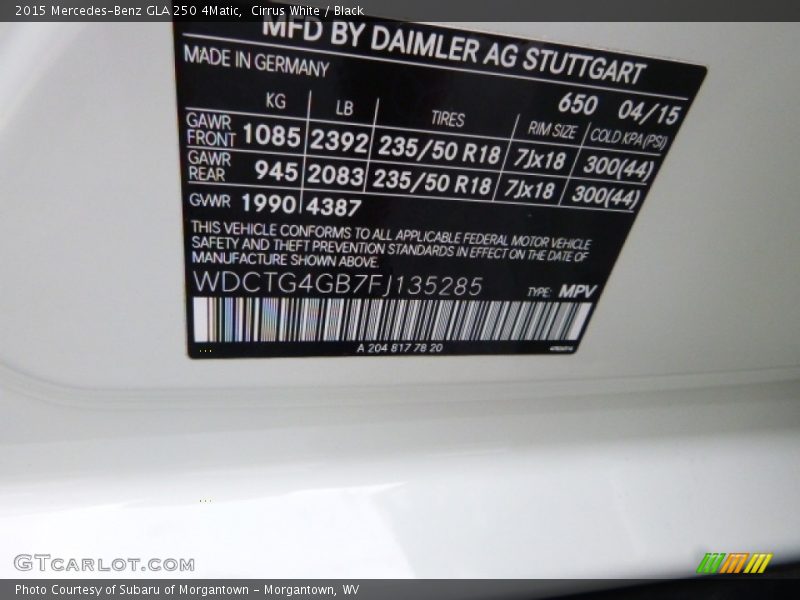 2015 Mercedes-Benz GLA 250 4Matic,  Cirrus White / Black
MFD BY DAIMLER AG STUTTGART
MADE IN GERMANY
650 04/15
KG LB TIRES RIM SIZE COLD KPA (PSI)
GAWR FRONT 1085 2392 235/50 R18 7Jx18 300(44)
GAWR REAR 945 2083 235/50 R18 7Jx18 300(44)
GVWR 1990 4387
THIS VEHICLE CONFORMS TO ALL APPLICABLE FEDERAL MOTOR VEHICLE
SAFETY AND THEFT PREVENTION STANDARDS IN EFFECT ON THE DATE OF
MANUFACTURE SHOWN ABOVE.
WDCTG4GB7FJ135285
TYPE: MPV
A 204 817 78 20
GTCARLOT.COM
Photo Courtesy of Subaru of Morgantown - Morgantown, WV